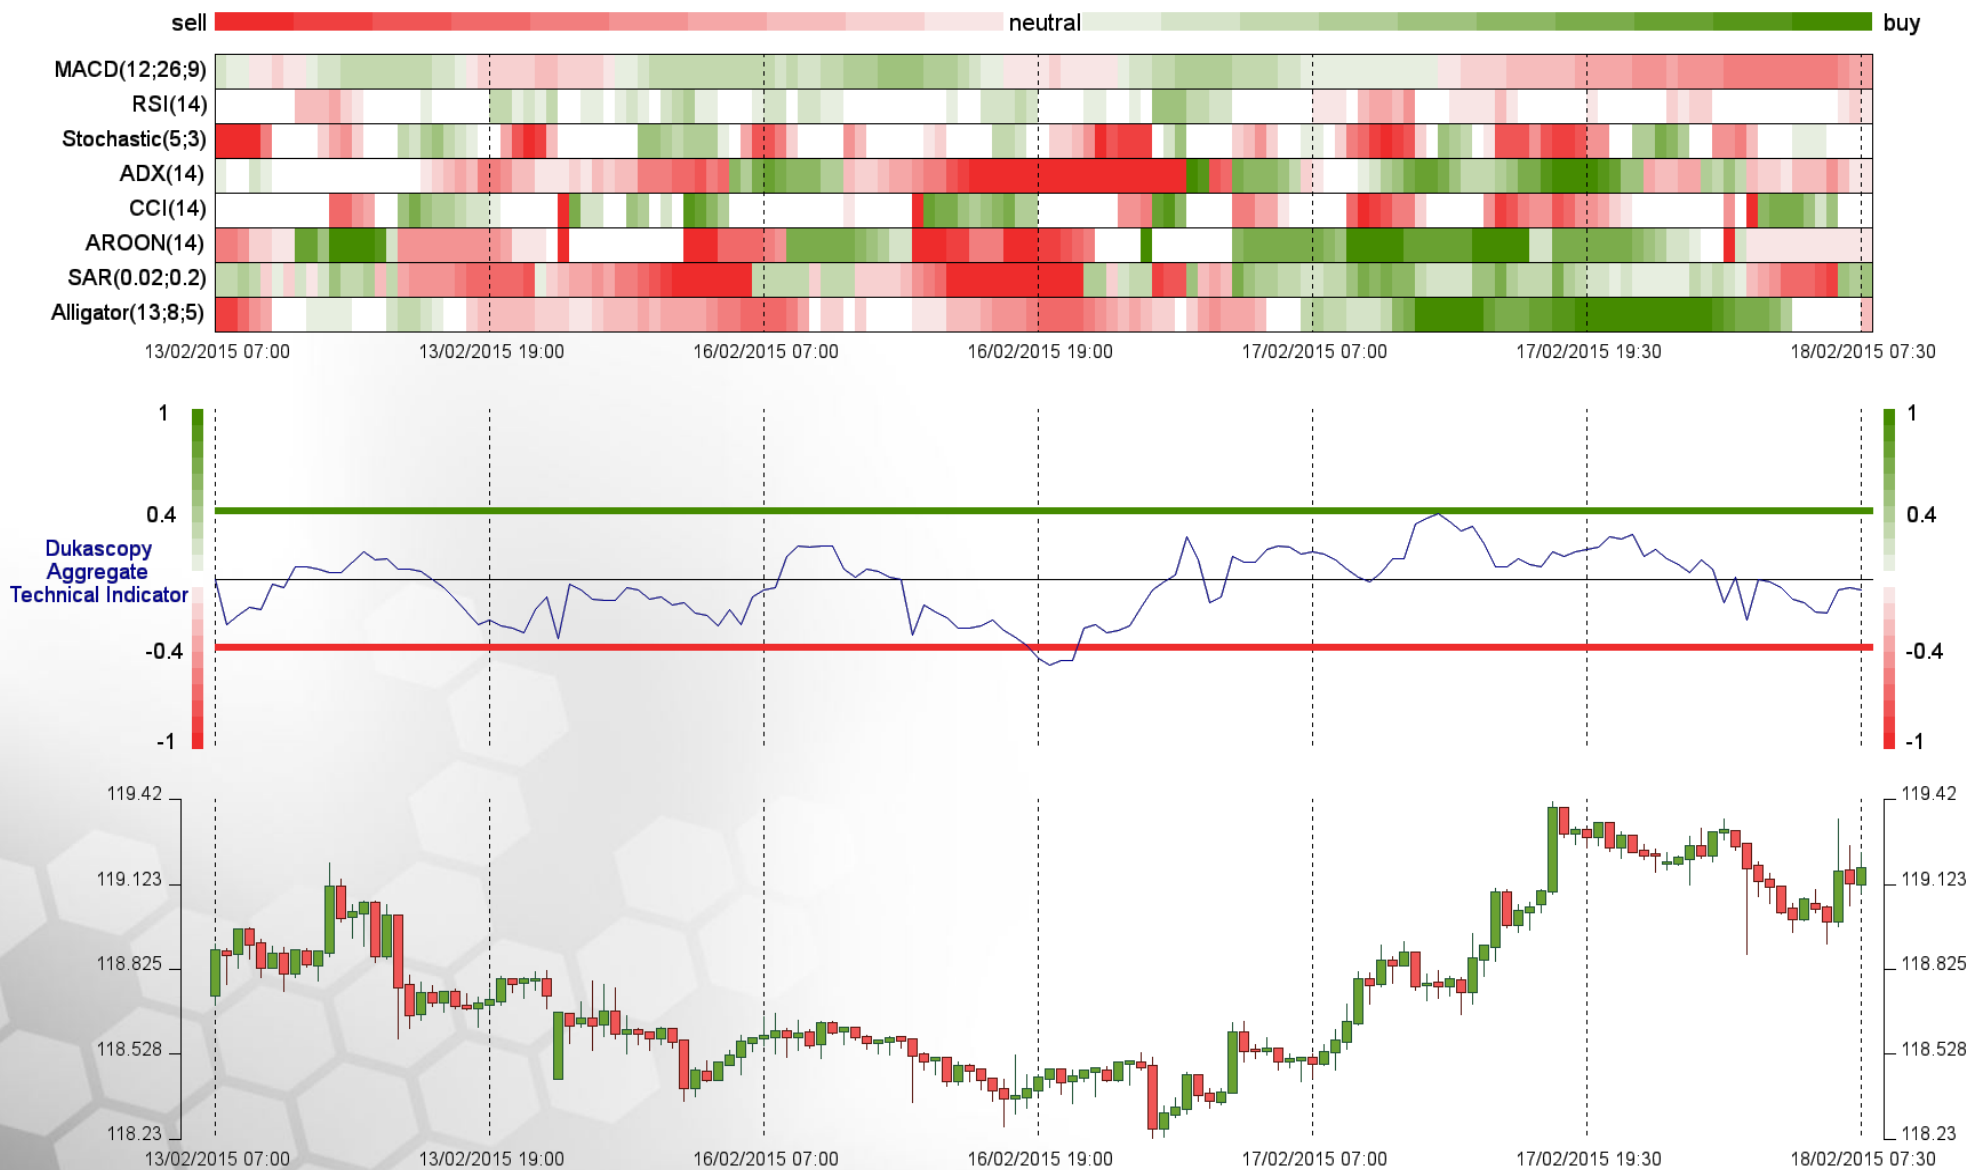 sell neutral buy
MACD(12;26;9)
RSI(14)
Stochastic(5;3)
ADX(14)
CCI(14)
AROON(14)
SAR(0.02;0.2)
Alligator(13;8;5)
13/02/2015 07:00 13/02/2015 19:00 16/02/2015 07:00 16/02/2015 19:00 17/02/2015 07:00 17/02/2015 19:30 18/02/2015 07:30
1 1
0.4 0.4
Dukascopy
Aggregate
Technical Indicator
-0.4 -0.4
-1 -1
119.42 119.42
119.123 119.123
118.825 118.825
118.528 118.528
118.23 118.23
13/02/2015 07:00 13/02/2015 19:00 16/02/2015 07:00 16/02/2015 19:00 17/02/2015 07:00 17/02/2015 19:30 18/02/2015 07:30